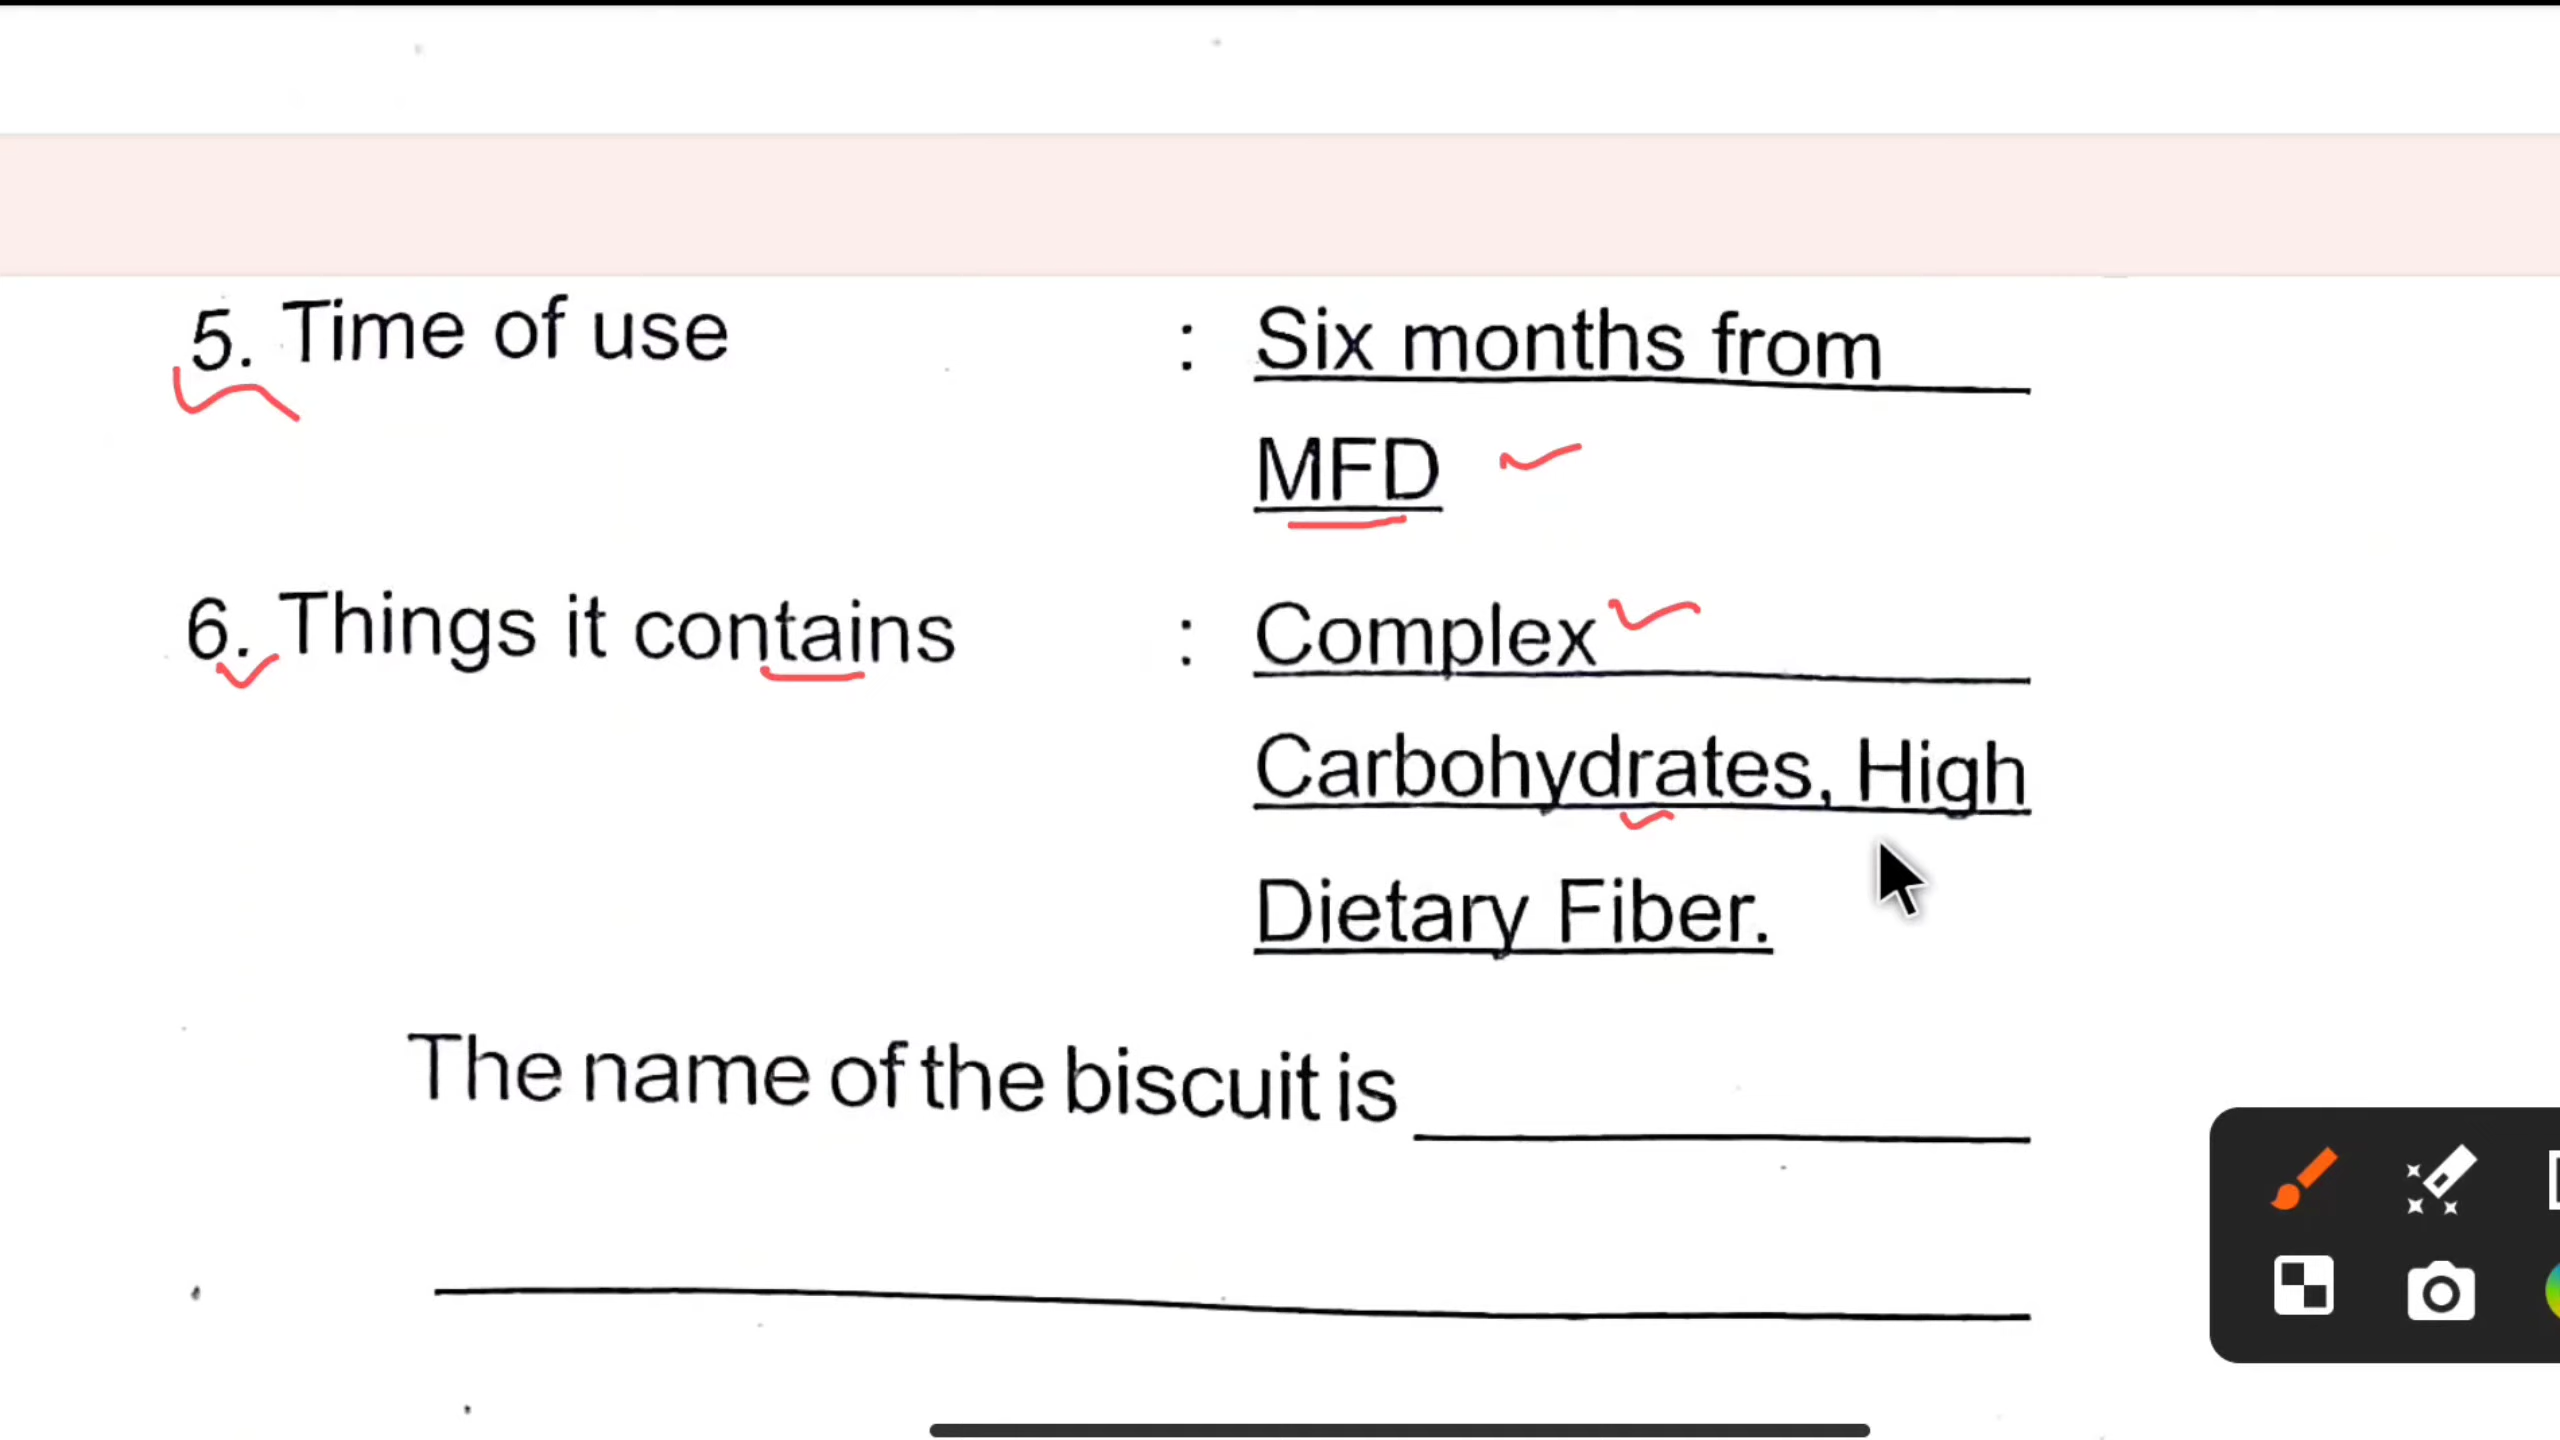 5. Time of use : Six months from
MFD
6. Things it contains : Complex
Carbohydrates, High
Dietary Fiber.
The name of the biscuit is